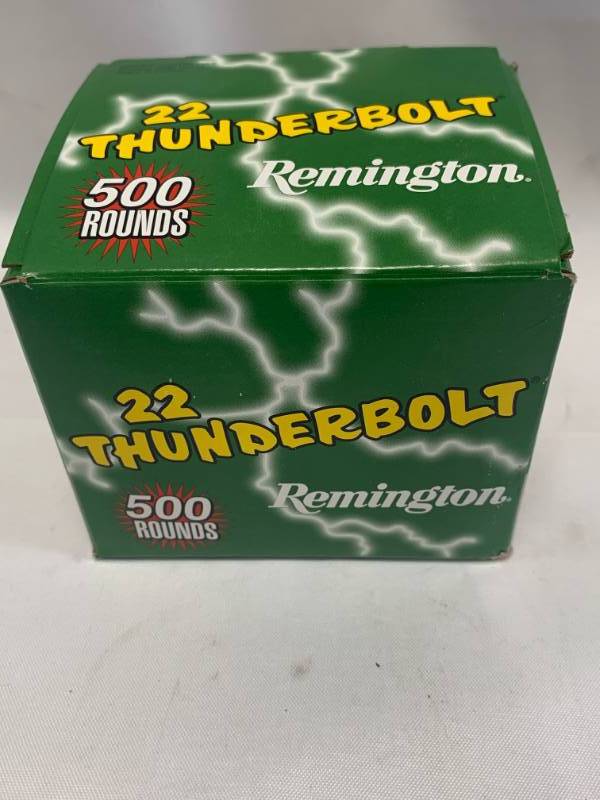 22
THUNDERBOLT
Remington.
500
ROUNDS
22
THUNDERBOLT
Remington.
500
ROUNDS